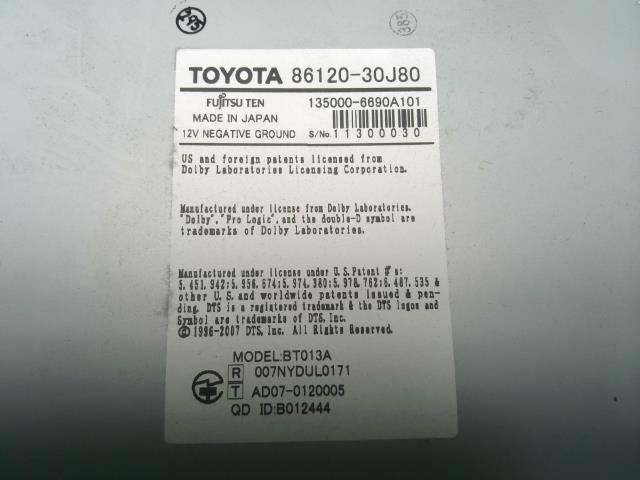 385
TOYOTA 86120-30J80
FUJITSU TEN 135000-6690A101
MADE IN JAPAN
12V NEGATIVE GROUND S/No. 11300030
US and foreign patents licensed from
Dolby Laboratories Licensing Corporation.
Manufactured under license from Dolby Laboratories.
"Dolby", "Pro Logic", and the double-D symbol are
trademarks of Dolby Laboratories.
Manufactured under license under U.S. Patent #'s:
5,451,942;5,956,674;5,974,380;5,978,762;6,487,535 &
other U.S. and worldwide patents issued & pen-
ding. DTS is a registered trademark & the DTS logos and
Symbol are trademarks of DTS, Inc.
©1996-2007 DTS, Inc. All Rights Reserved.
MODEL:BT013A
R 007NYDUL0171
T AD07-0120005
QD ID:B012444